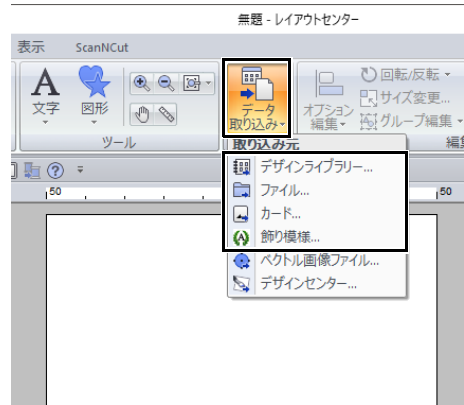 無題 - レイアウトセンター
表示 ScanNCut
文字 図形
データ
取り込み
オプション
編集
回転/反転
サイズ変更...
グループ編集
ツール
取り込み元
編集
50 50
デザインライブラリー...
ファイル...
カード...
飾り模様...
ベクトル画像ファイル...
デザインセンター...